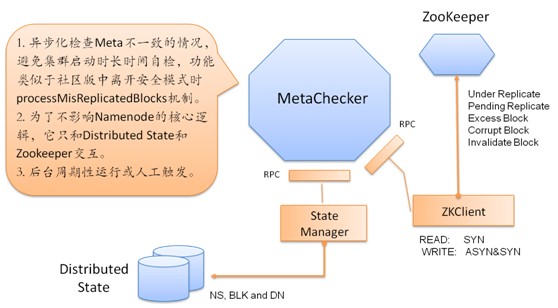 1. 异步化检查Meta不一致的情况,
避免集群启动时长时间自检，功能
类似于社区版中离开安全模式时
processMisReplicatedBlocks机制。
2. 为了不影响Namenode的核心逻
辑，它只和Distributed State和
Zookeeper交互。
3. 后台周期性运行或人工触发。
MetaChecker
ZooKeeper
Under Replicate
Pending Replicate
Excess Block
Corrupt Block
Invalidate Block
RPC
RPC
State
Manager
ZKClient
READ: SYN
WRITE: ASYN&SYN
Distributed
State
NS, BLK and DN